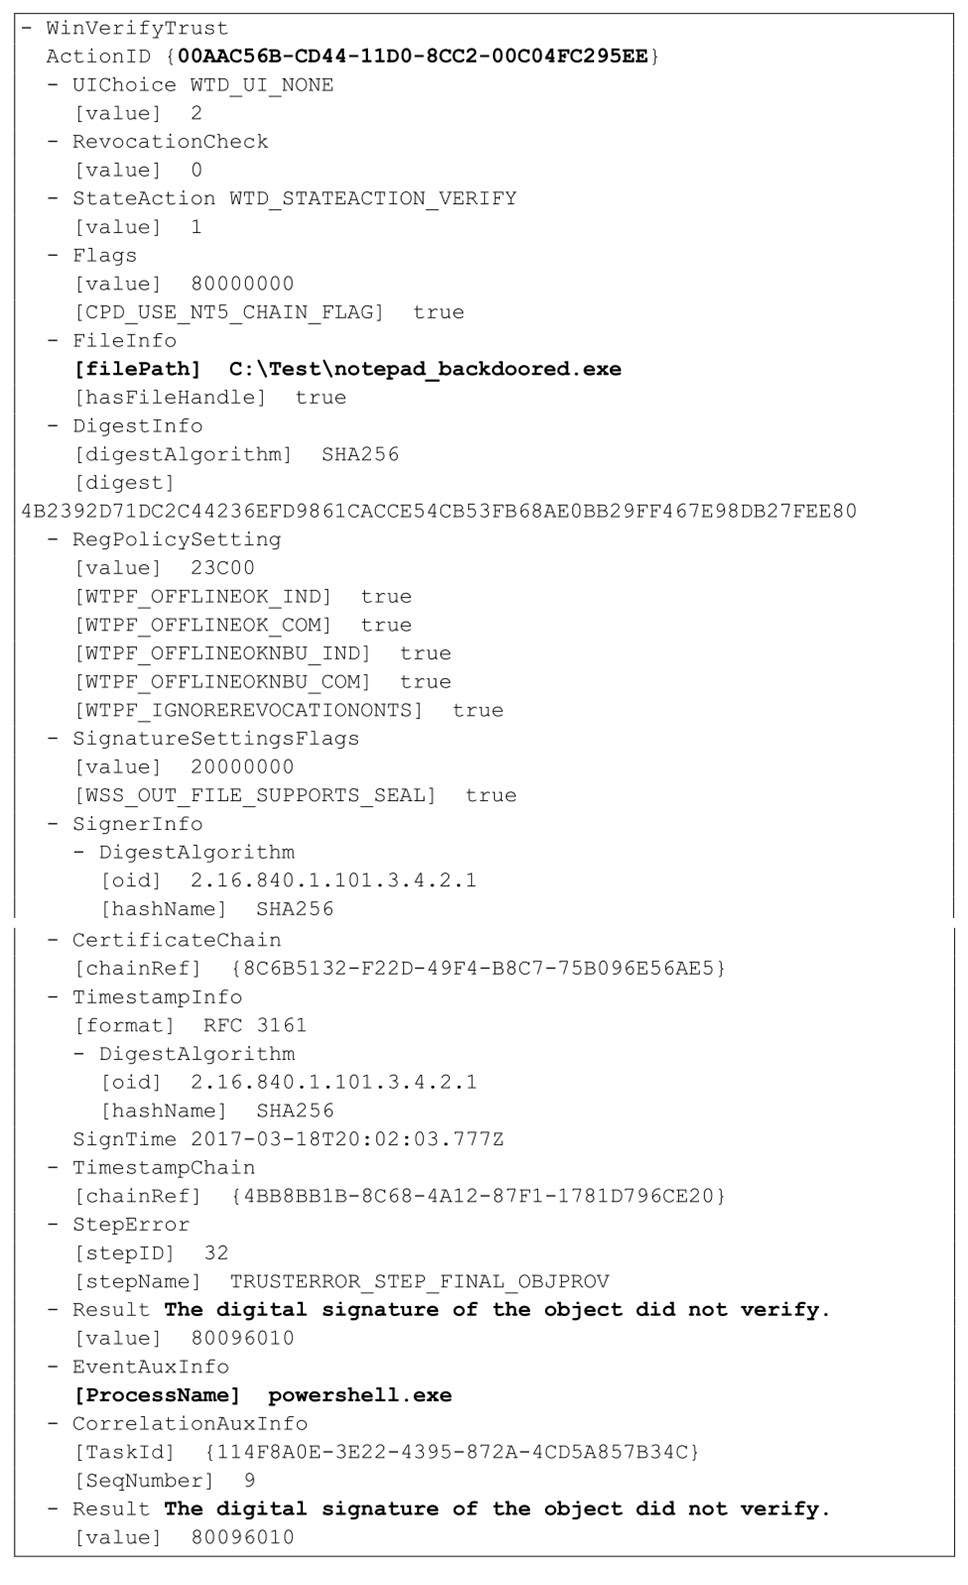 - WinVerifyTrust
ActionID {00AAC56B-CD44-11D0-8CC2-00C04FC295EE}
- UIChoice WTD_UI_NONE
[value] 2
- RevocationCheck
[value] 0
- StateAction WTD_STATEACTION_VERIFY
[value] 1
- Flags
[value] 80000000
[CPD_USE_NT5_CHAIN_FLAG] true
- FileInfo
[filePath] C:\Test\notepad_backdoored.exe
[hasFileHandle] true
- DigestInfo
[digestAlgorithm] SHA256
[digest]
4B2392D71DC2C44236EFD9861CACCE54CB53FB68AE0BB29FF467E98DB27FEE80
- RegPolicySetting
[value] 23C00
[WTPF_OFFLINEOK_IND] true
[WTPF_OFFLINEOK_COM] true
[WTPF_OFFLINEOKNBU_IND] true
[WTPF_OFFLINEOKNBU_COM] true
[WTPF_IGNOREREVOCATIONONTS] true
- SignatureSettingsFlags
[value] 20000000
[WSS_OUT_FILE_SUPPORTS_SEAL] true
- SignerInfo
- DigestAlgorithm
[oid] 2.16.840.1.101.3.4.2.1
[hashName] SHA256
- CertificateChain
[chainRef] {8C6B5132-F22D-49F4-B8C7-75B096E56AE5}
- TimestampInfo
[format] RFC 3161
- DigestAlgorithm
[oid] 2.16.840.1.101.3.4.2.1
[hashName] SHA256
SignTime 2017-03-18T20:02:03.777Z
- TimestampChain
[chainRef] {4BB8BB1B-8C68-4A12-87F1-1781D796CE20}
- StepError
[stepID] 32
[stepName] TRUSTERROR_STEP_FINAL_OBJPROV
- Result The digital signature of the object did not verify.
[value] 80096010
- EventAuxInfo
[ProcessName] powershell.exe
- CorrelationAuxInfo
[TaskId] {114F8A0E-3E22-4395-872A-4CD5A857B34C}
[SeqNumber] 9
- Result The digital signature of the object did not verify.
[value] 80096010